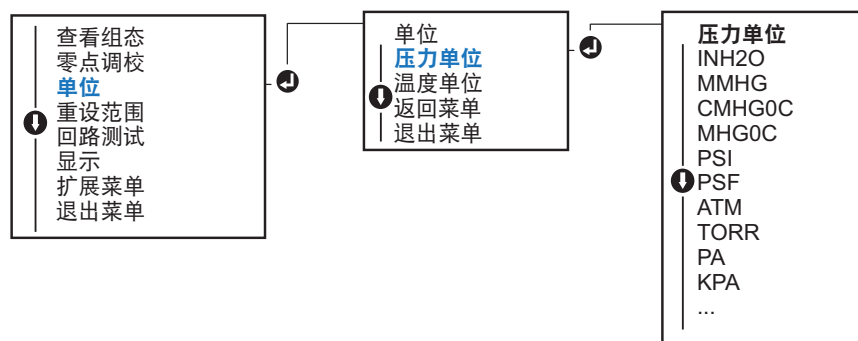 查看组态
零点调校
单位
重设范围
回路测试
显示
扩展菜单
退出菜单
单位
压力单位
温度单位
返回菜单
退出菜单
压力单位
INH2O
MMHG
CMHG0C
MHG0C
PSI
PSF
ATM
TORR
PA
KPA
...